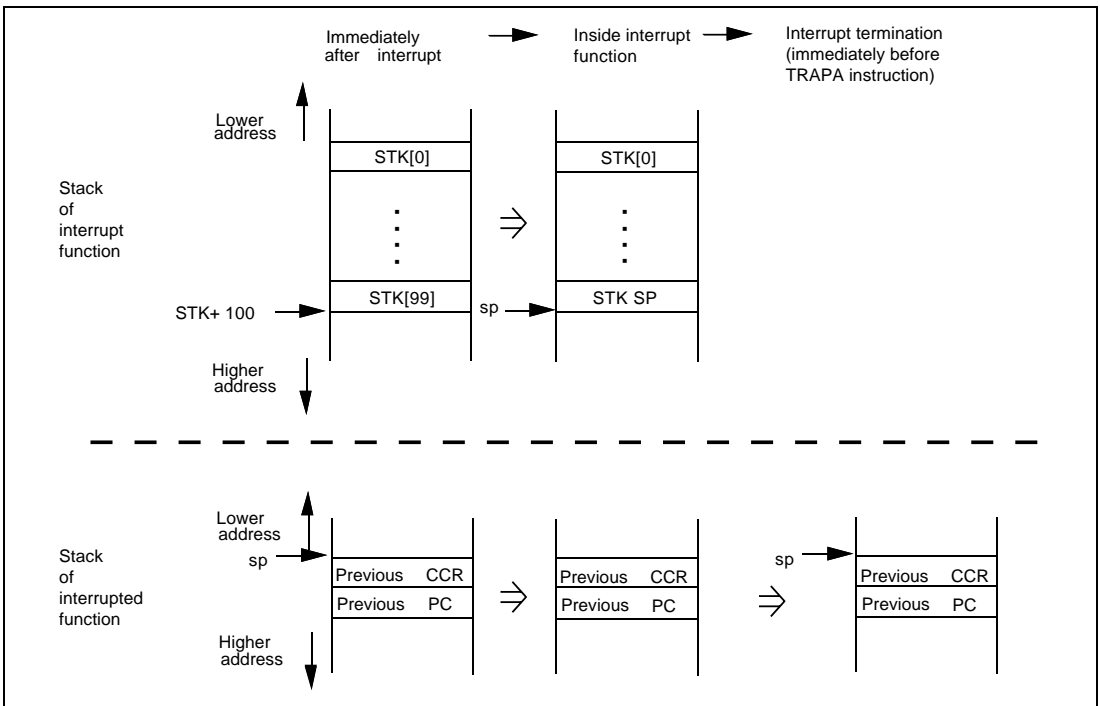 Immediately
after interrupt
Inside interrupt
function
Interrupt termination
(immediately before
TRAPA instruction)
Lower
address
STK[0]
STK[0]
Stack
of
interrupt
function
STK+ 100
STK[99]
sp
STK SP
Higher
address
Lower
address
sp
Stack
of
interrupted
function
Previous CCR
Previous PC
Previous CCR
Previous PC
sp
Previous CCR
Previous PC
Higher
address